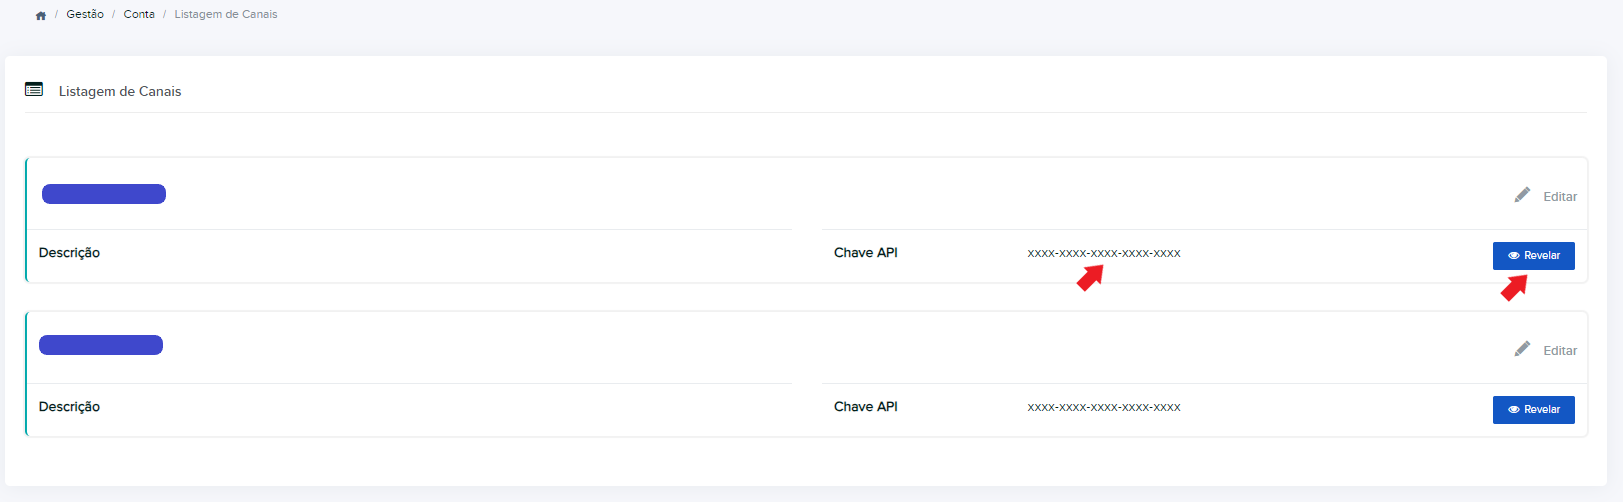 / Gestão / Conta / Listagem de Canais
Listagem de Canais
Editar
Descrição
Chave API
xxxx-xxxx-xxxx-xxxx-xxxx
Revelar
Editar
Descrição
Chave API
xxxx-xxxx-xxxx-xxxx-xxxx
Revelar